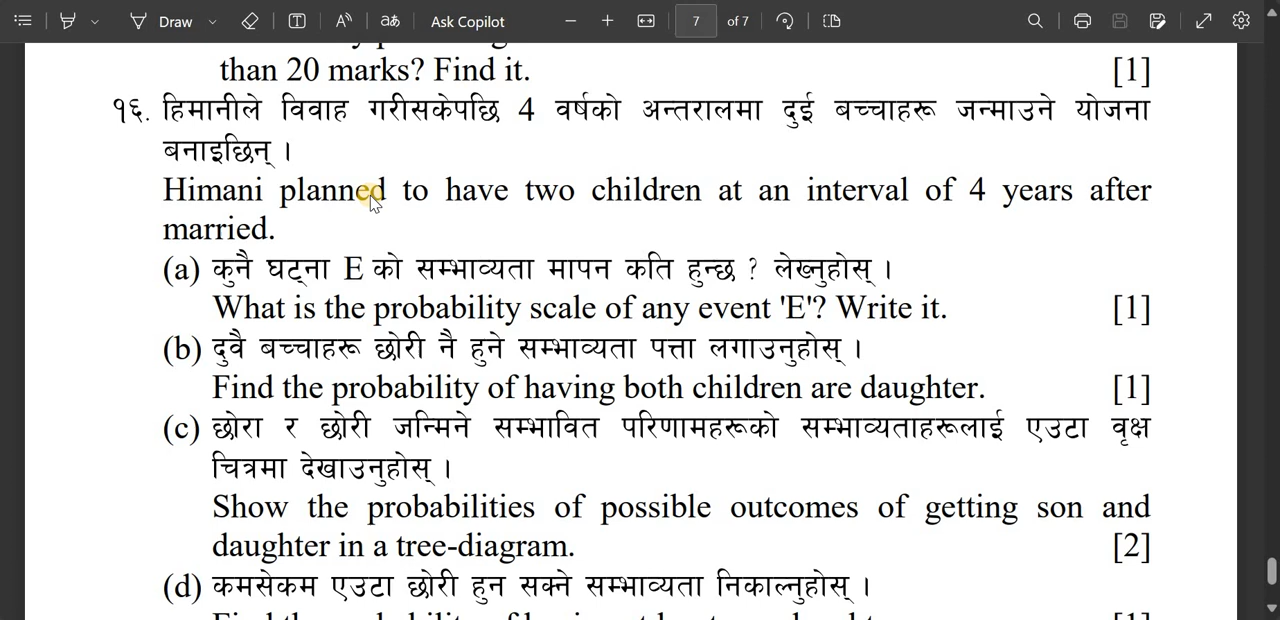 Draw
Ask Copilot
7 of 7
than 20 marks? Find it. [1]
१६. हिमानीले विवाह गरीसकेपछि 4 वर्षको अन्तरालमा दुई बच्चाहरू जन्माउने योजना
बनाइछिन् ।
Himani planned to have two children at an interval of 4 years after
married.
(a) कुनै घट्ना E को सम्भाव्यता मापन कति हुन्छ ? लेख्नुहोस् ।
What is the probability scale of any event 'E'? Write it. [1]
(b) दुवै बच्चाहरू छोरी नै हुने सम्भाव्यता पत्ता लगाउनुहोस् ।
Find the probability of having both children are daughter. [1]
(c) छोरा र छोरी जन्मिने सम्भावित परिणामहरूको सम्भाव्यताहरूलाई एउटा वृक्ष
चित्रमा देखाउनुहोस् ।
Show the probabilities of possible outcomes of getting son and
daughter in a tree-diagram. [2]
(d) कमसेकम एउटा छोरी हुन सक्ने सम्भाव्यता निकाल्नुहोस् ।